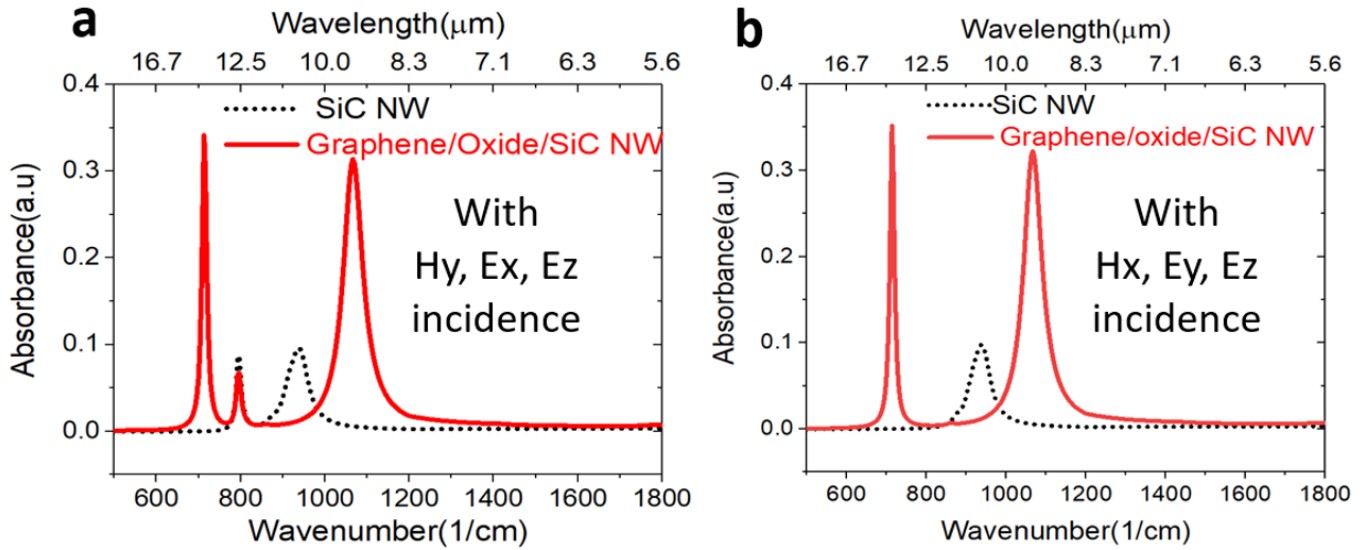 a
Wavelength(μm)
16.7 12.5 10.0 8.3 7.1 6.3 5.6
0.4
0.3
0.2
0.1
0.0
Absorbance(a.u)
SiC NW
Graphene/Oxide/SiC NW
With
Hy, Ex, Ez
incidence
600 800 1000 1200 1400 1600 1800
Wavenumber(1/cm)
b
Wavelength(μm)
16.7 12.5 10.0 8.3 7.1 6.3 5.6
0.4
0.3
0.2
0.1
0.0
Absorbance(a.u)
SiC NW
Graphene/oxide/SiC NW
With
Hx, Ey, Ez
incidence
600 800 1000 1200 1400 1600 1800
Wavenumber(1/cm)